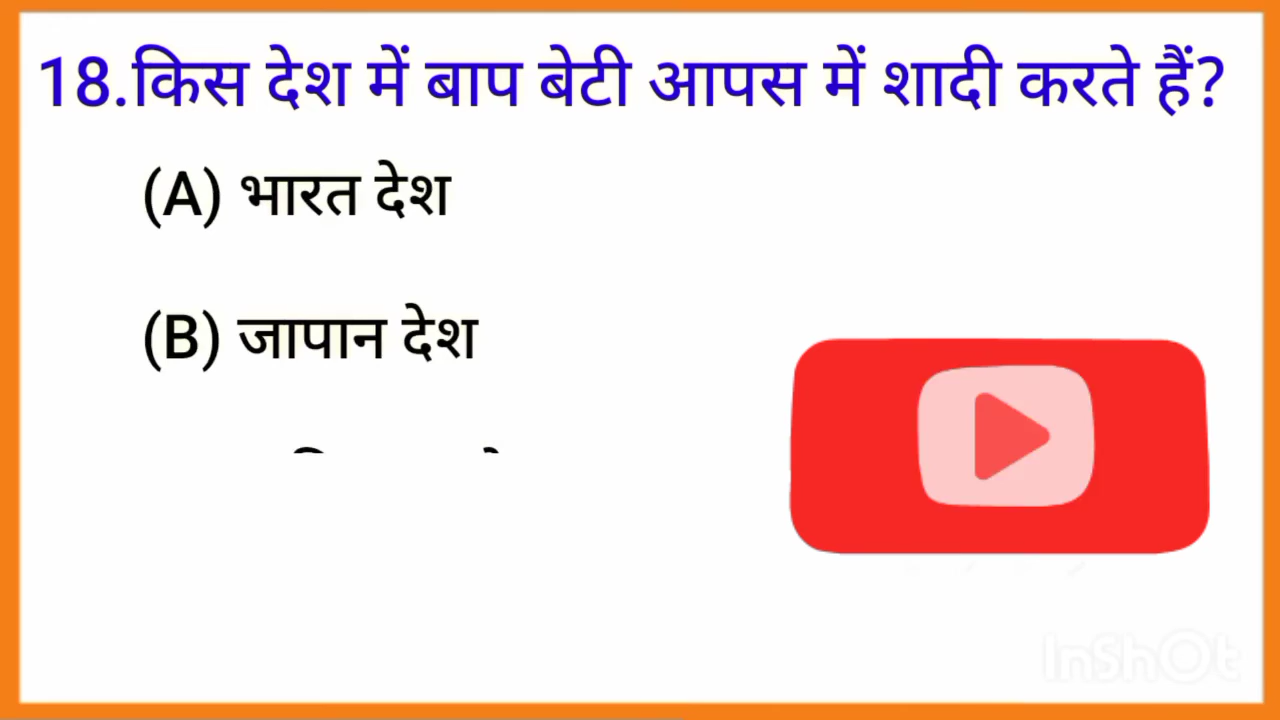 18.किस देश में बाप बेटी आपस में शादी करते हैं?
(A) भारत देश
(B) जापान देश
InShOt